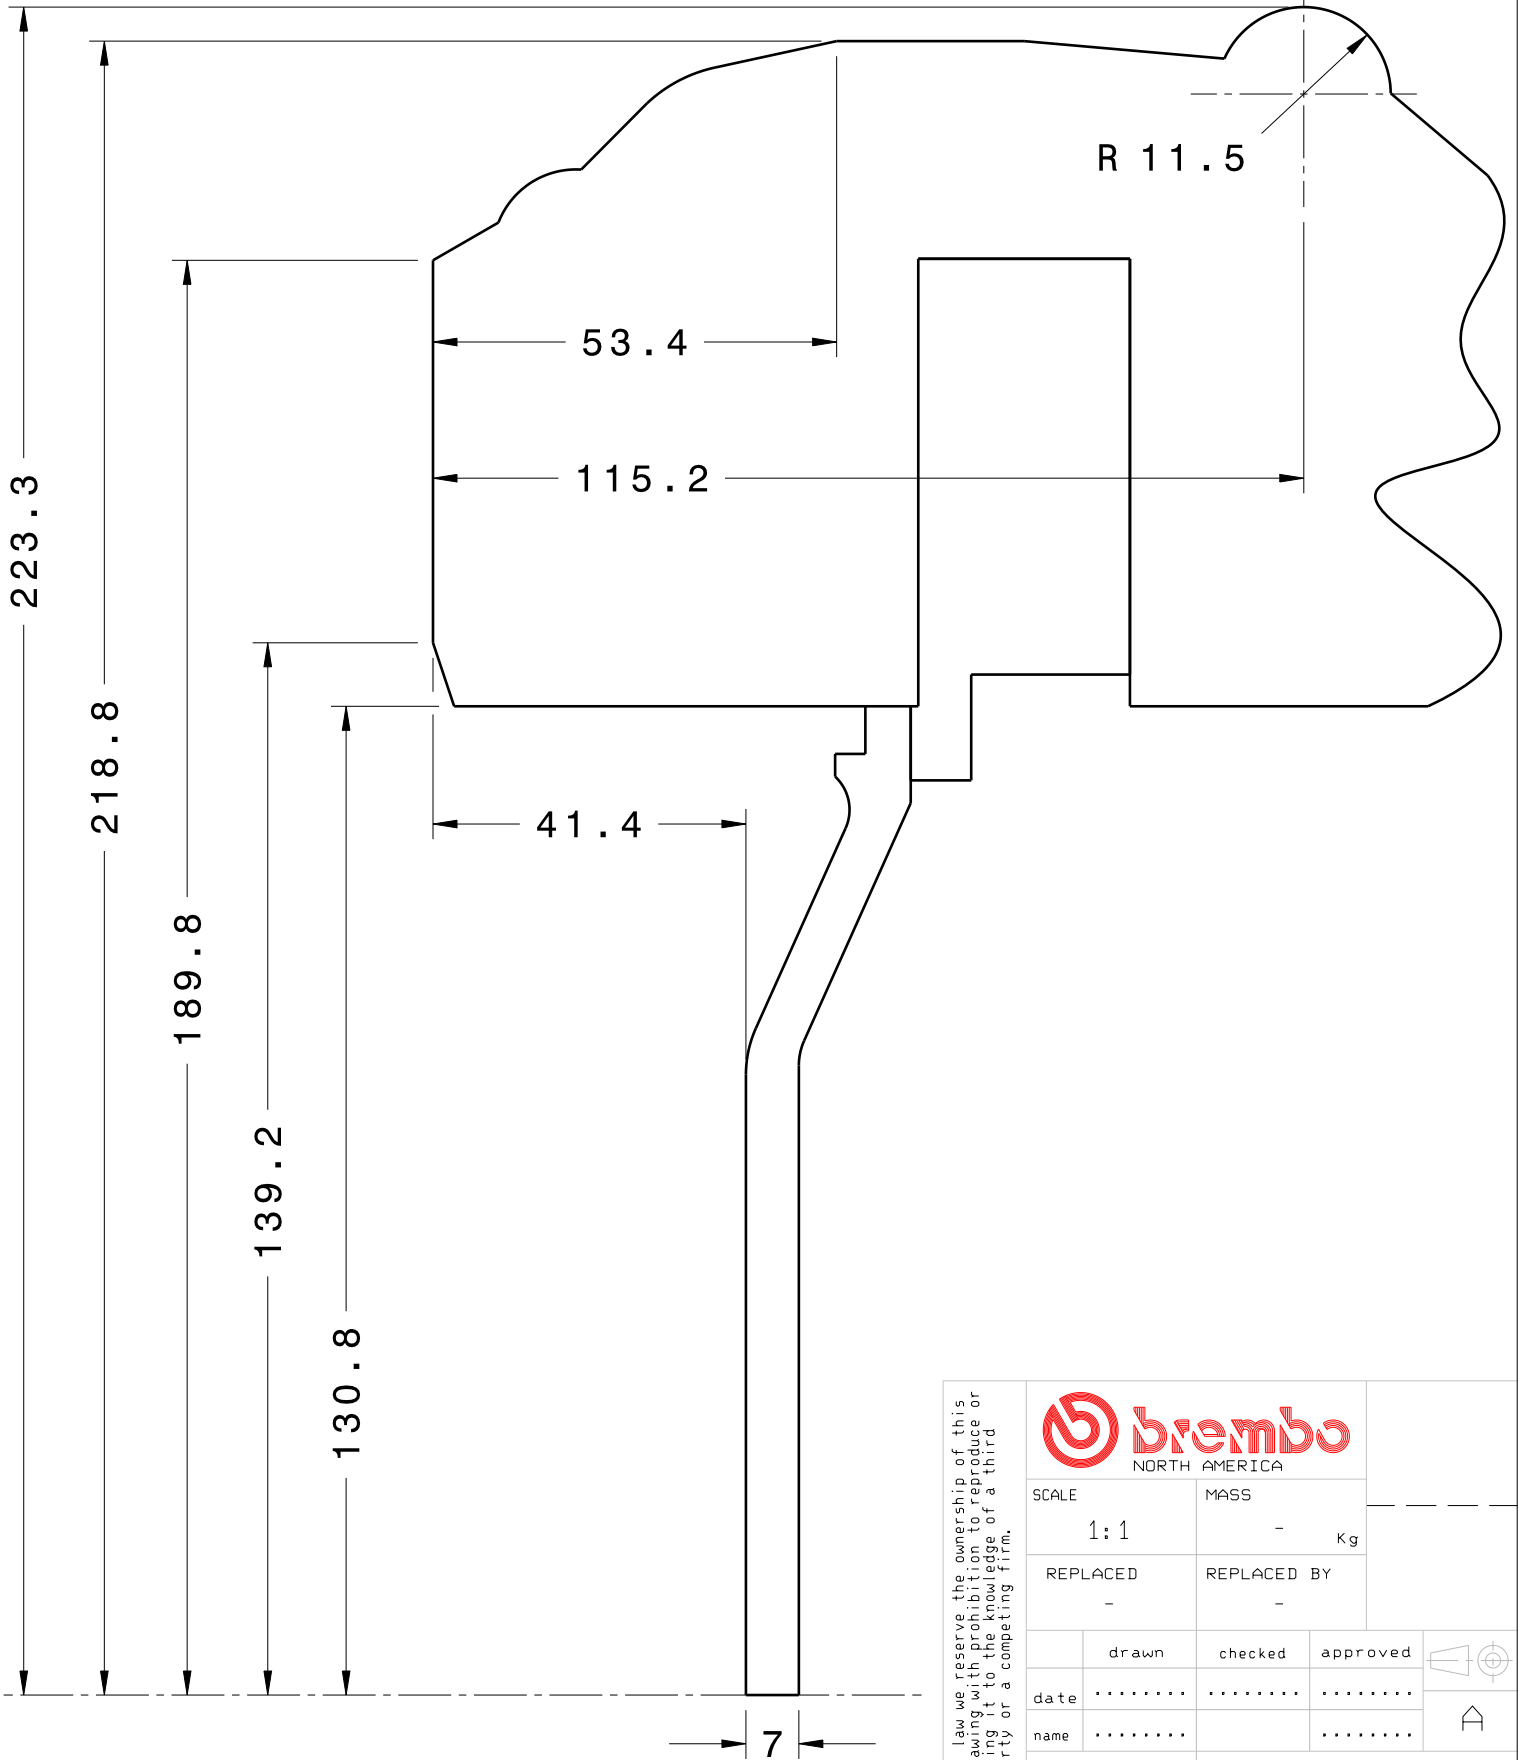 R 11.5
53.4
115.2
223.3
218.8
41.4
189.8
139.2
130.8
7
law we reserve the ownership of this
awing with prohibition to reproduce or
ing it to the knowledge of a third
rty or a competing firm.
brembo
NORTH AMERICA
SCALE
MASS
1:1
- Kg
REPLACED
REPLACED BY
-
-
drawn checked approved
date ........ ........ ........
name ........ ........
A